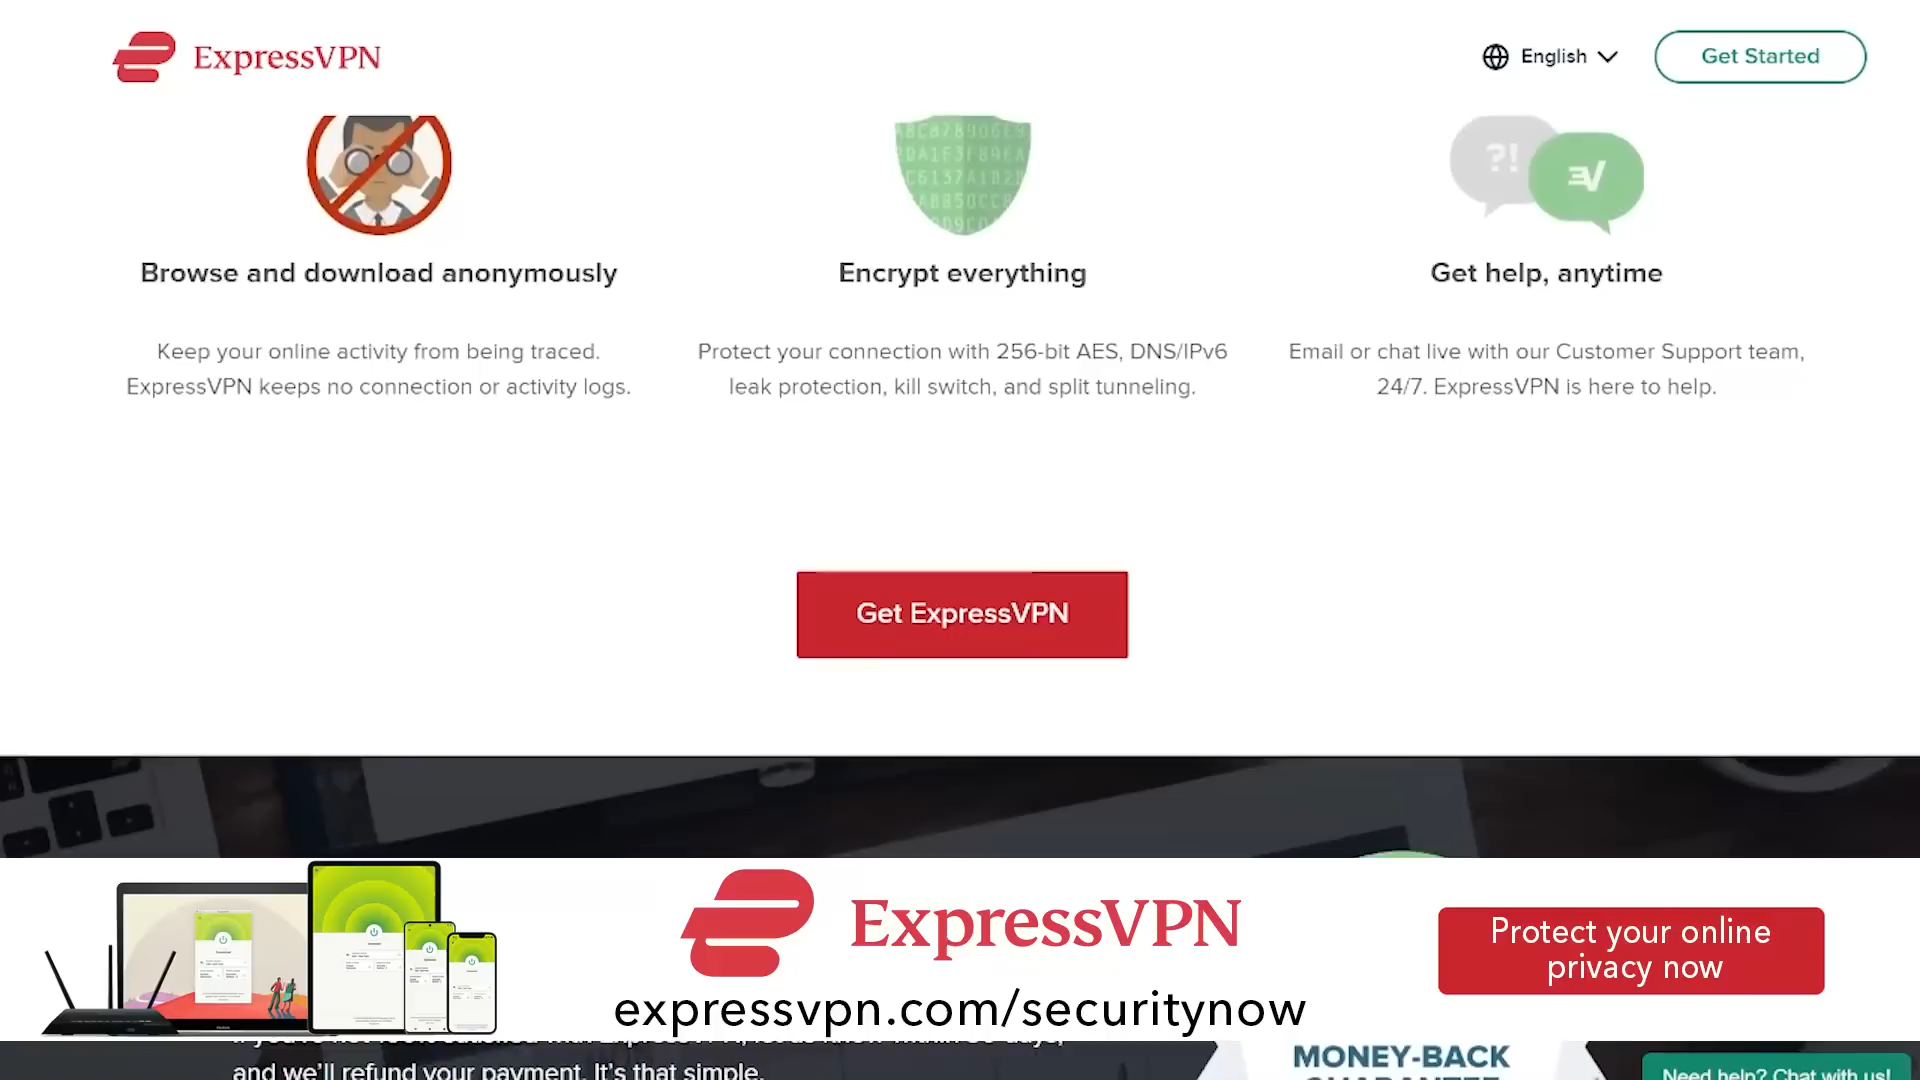 ExpressVPN
English
Get Started
?!
Browse and download anonymously
Encrypt everything
Get help, anytime
Keep your online activity from being traced.
ExpressVPN keeps no connection or activity logs.
Protect your connection with 256-bit AES, DNS/IPv6
leak protection, kill switch, and split tunneling.
Email or chat live with our Customer Support team,
24/7. ExpressVPN is here to help.
Get ExpressVPN
ExpressVPN
expressvpn.com/securitynow
Protect your online
privacy now
and we'll refund your payment. It's that simple.
MONEY-BACK
GUARANTEE
Need help? Chat with us!